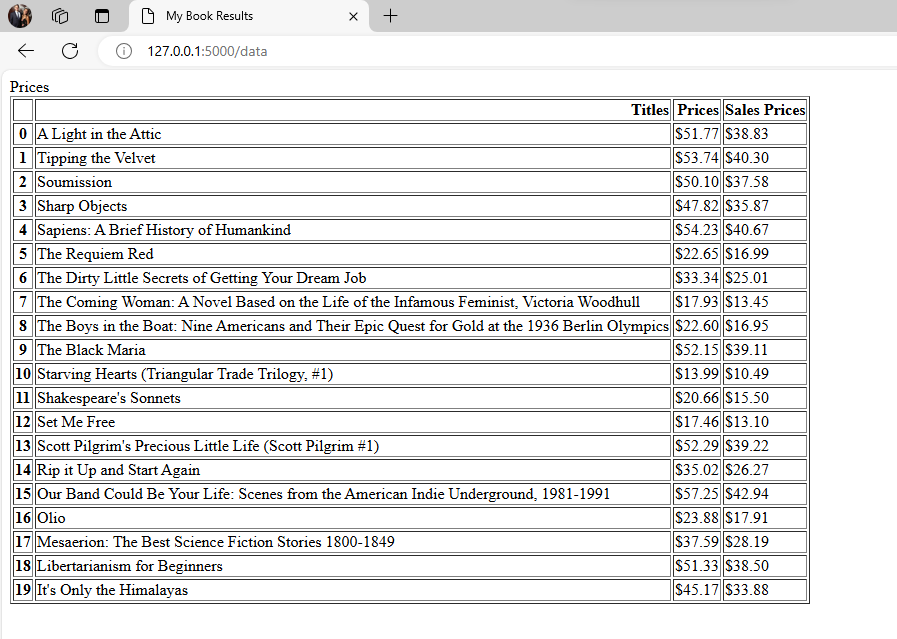 My Book Results
127.0.0.1:5000/data
Prices
Titles Prices Sales Prices
0 A Light in the Attic $51.77 $38.83
1 Tipping the Velvet $53.74 $40.30
2 Soumission $50.10 $37.58
3 Sharp Objects $47.82 $35.87
4 Sapiens: A Brief History of Humankind $54.23 $40.67
5 The Requiem Red $22.65 $16.99
6 The Dirty Little Secrets of Getting Your Dream Job $33.34 $25.01
7 The Coming Woman: A Novel Based on the Life of the Infamous Feminist, Victoria Woodhull $17.93 $13.45
8 The Boys in the Boat: Nine Americans and Their Epic Quest for Gold at the 1936 Berlin Olympics $22.60 $16.95
9 The Black Maria $52.15 $39.11
10 Starving Hearts (Triangular Trade Trilogy, #1) $13.99 $10.49
11 Shakespeare's Sonnets $20.66 $15.50
12 Set Me Free $17.46 $13.10
13 Scott Pilgrim's Precious Little Life (Scott Pilgrim #1) $52.29 $39.22
14 Rip it Up and Start Again $35.02 $26.27
15 Our Band Could Be Your Life: Scenes from the American Indie Underground, 1981-1991 $57.25 $42.94
16 Olio $23.88 $17.91
17 Mesaerion: The Best Science Fiction Stories 1800-1849 $37.59 $28.19
18 Libertarianism for Beginners $51.33 $38.50
19 It's Only the Himalayas $45.17 $33.88